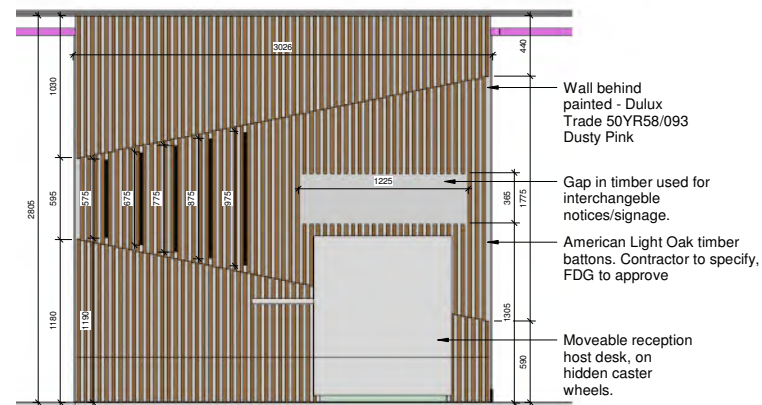 3026
440
1030
Wall behind
painted - Dulux
Trade 50YR58/093
Dusty Pink
2805
595
575
675
775
875
975
1225
365
1775
Gap in timber used for
interchangeble
notices/signage.
American Light Oak timber
battons. Contractor to specify,
FDG to approve
1180
1190
1305
590
Moveable reception
host desk, on
hidden caster
wheels.